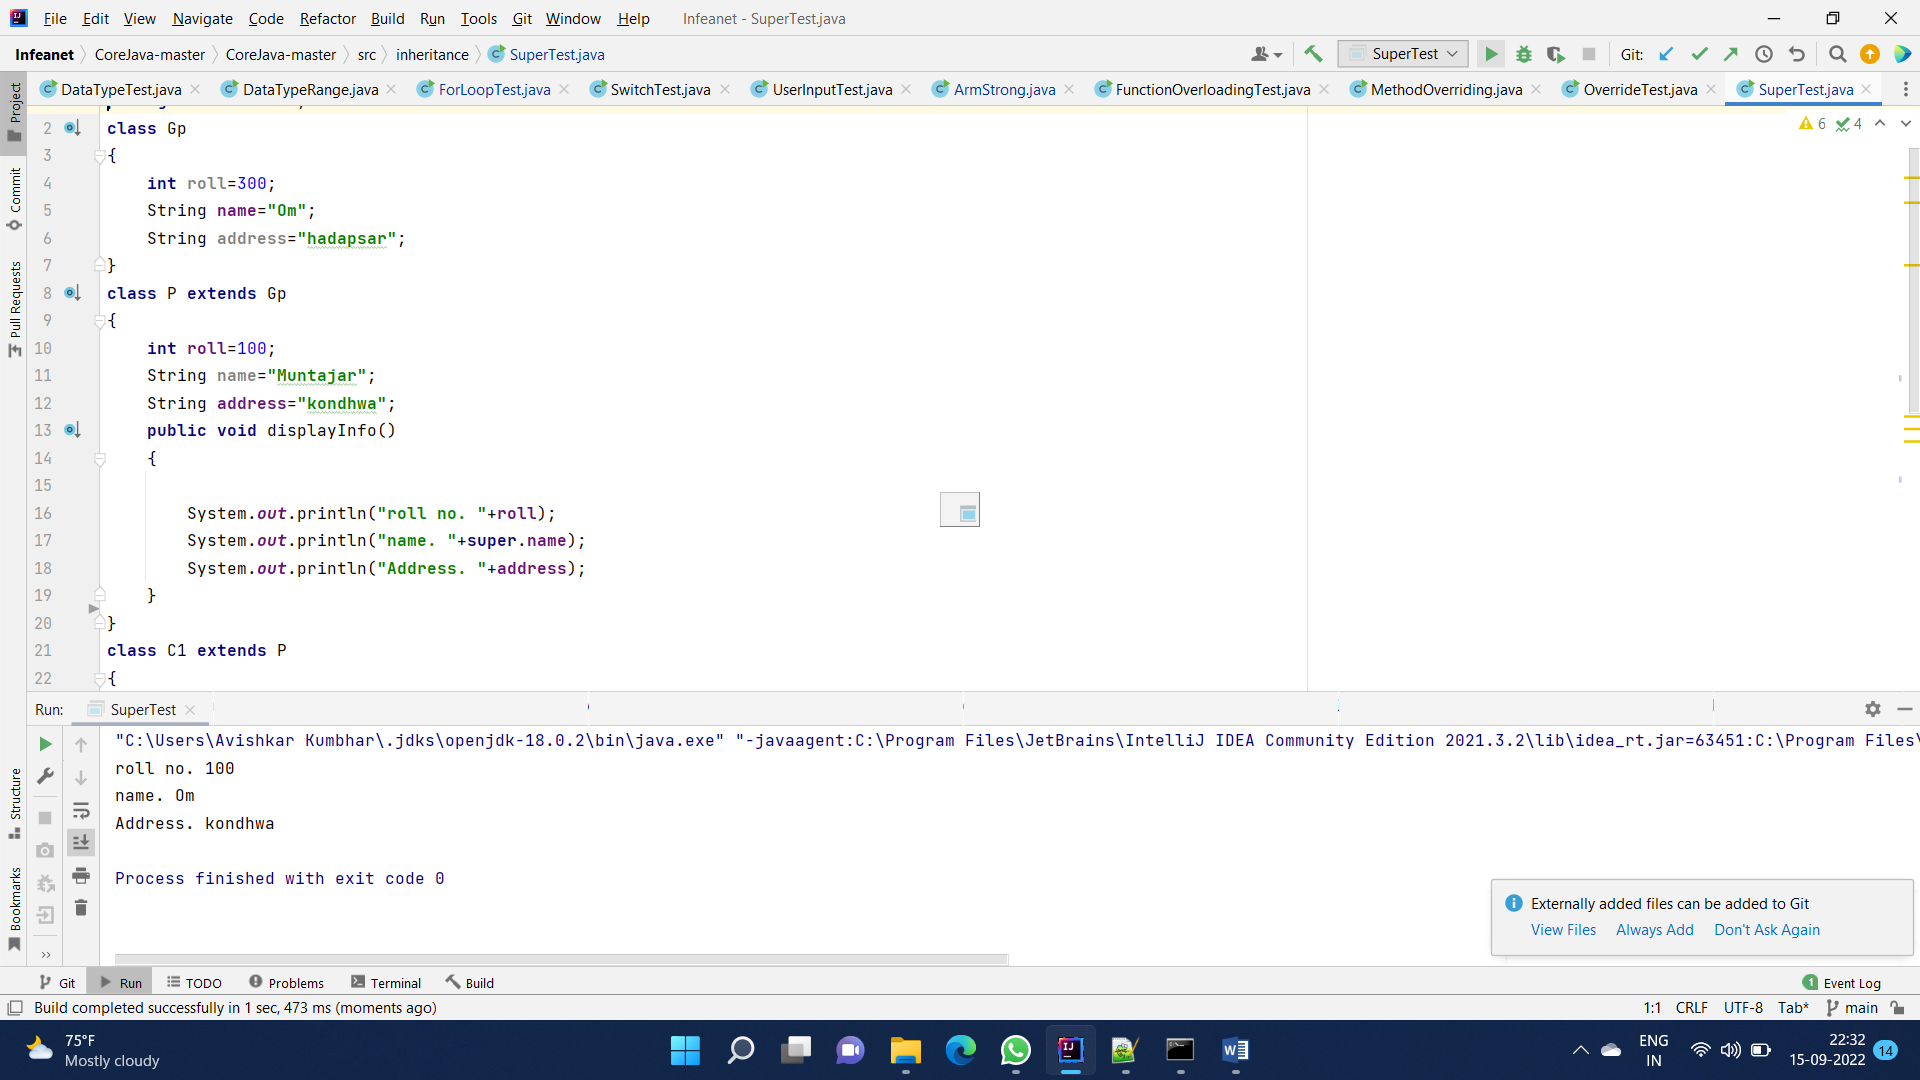 File Edit View Navigate Code Refactor Build Run Tools Git Window Help Infeanet - SuperTest.java
Infeanet CoreJava-master CoreJava-master src inheritance SuperTest.java SuperTest Git:
DataTypeTest.java DataTypeRange.java ForLoopTest.java SwitchTest.java UserInputTest.java ArmStrong.java FunctionOverloadingTest.java MethodOverriding.java OverrideTest.java SuperTest.java
Project
Commit
Pull Requests
6 4
2 class Gp
3 {
4 int roll=300;
5 String name="Om";
6 String address="hadapsar";
7 }
8 class P extends Gp
9 {
10 int roll=100;
11 String name="Muntajar";
12 String address="kondhwa";
13 public void displayInfo()
14 {
15
16 System.out.println("roll no. "+roll);
17 System.out.println("name. "+super.name);
18 System.out.println("Address. "+address);
19 }
20 }
21 class C1 extends P
22 {
Run: SuperTest
"C:\Users\Avishkar Kumbhar\.jdks\openjdk-18.0.2\bin\java.exe" "-javaagent:C:\Program Files\JetBrains\IntelliJ IDEA Community Edition 2021.3.2\lib\idea_rt.jar=63451:C:\Program Files\
roll no. 100
name. Om
Address. kondhwa
Process finished with exit code 0
Structure
Bookmarks
Externally added files can be added to Git
View Files Always Add Don't Ask Again
Git Run TODO Problems Terminal Build 1 Event Log
Build completed successfully in 1 sec, 473 ms (moments ago) 1:1 CRLF UTF-8 Tab* main
75°F
Mostly cloudy
ENG
IN
22:32
15-09-2022
14